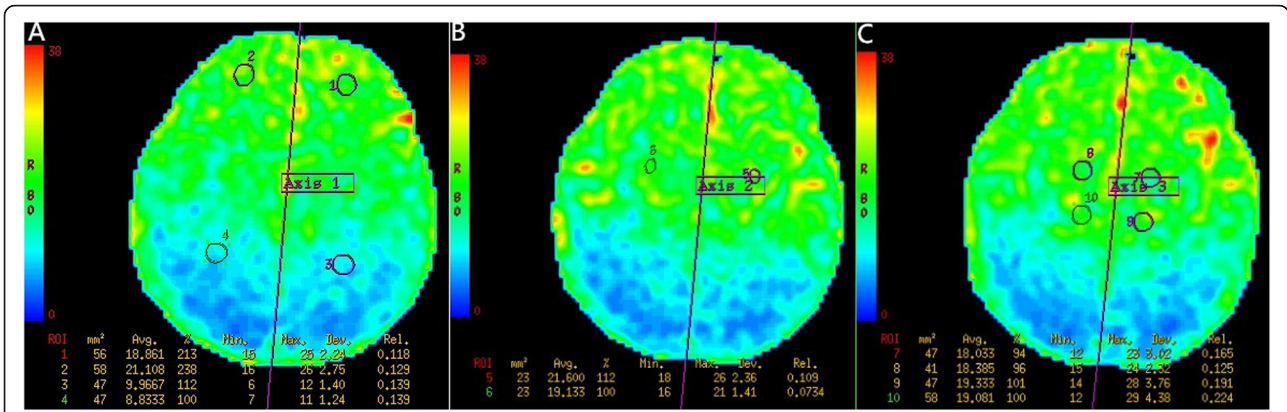 A
38
2
1
R
B
O
Axis 1
4
3
0
ROI mm² Avg. % Min. Max. Dev. Rel.
1 56 18.861 213 15 25 2.24 0.118
2 58 21.108 238 16 26 2.75 0.129
3 47 9.9667 112 6 12 1.40 0.139
4 47 8.8333 100 7 11 1.24 0.139
B
38
R
B
O
5
Axis 2
0
ROI mm² Avg. % Min. Max. Dev. Rel.
5 23 21.600 112 18 26 2.36 0.109
6 23 19.133 100 16 21 1.41 0.0734
C
38
R
B
O
8
7
Axis 3
10
9
0
ROI mm² Avg. % Min. Max. Dev. Rel.
7 47 18.033 94 12 23 3.02 0.165
8 41 18.385 96 15 24 2.32 0.125
9 47 19.333 101 14 28 3.76 0.191
10 58 19.081 100 12 29 4.38 0.224